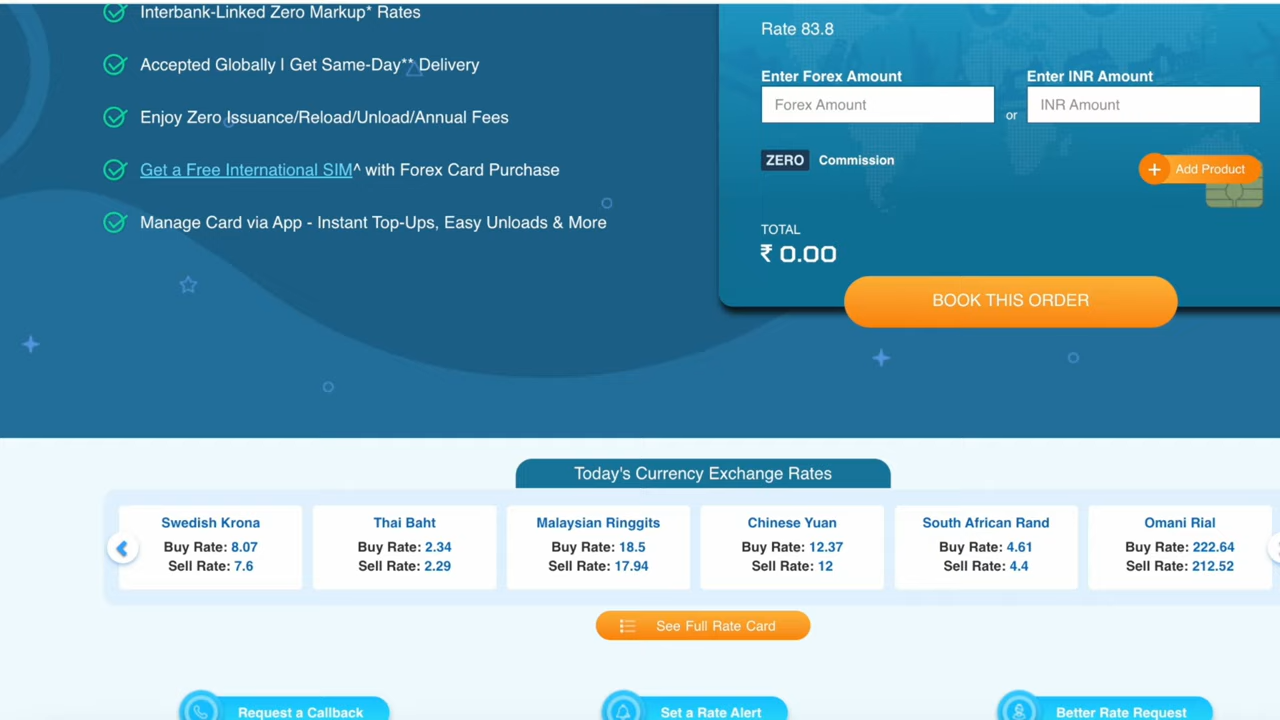 Interbank-Linked Zero Markup* Rates
Accepted Globally I Get Same-Day** Delivery
Enjoy Zero Issuance/Reload/Unload/Annual Fees
Get a Free International SIM^ with Forex Card Purchase
Manage Card via App - Instant Top-Ups, Easy Unloads & More
Rate 83.8
Enter Forex Amount
Forex Amount
or
Enter INR Amount
INR Amount
ZERO Commission
+ Add Product
TOTAL
₹ 0.00
BOOK THIS ORDER
Today's Currency Exchange Rates
Swedish Krona
Buy Rate: 8.07
Sell Rate: 7.6
Thai Baht
Buy Rate: 2.34
Sell Rate: 2.29
Malaysian Ringgits
Buy Rate: 18.5
Sell Rate: 17.94
Chinese Yuan
Buy Rate: 12.37
Sell Rate: 12
South African Rand
Buy Rate: 4.61
Sell Rate: 4.4
Omani Rial
Buy Rate: 222.64
Sell Rate: 212.52
See Full Rate Card
Request a Callback
Set a Rate Alert
Better Rate Request